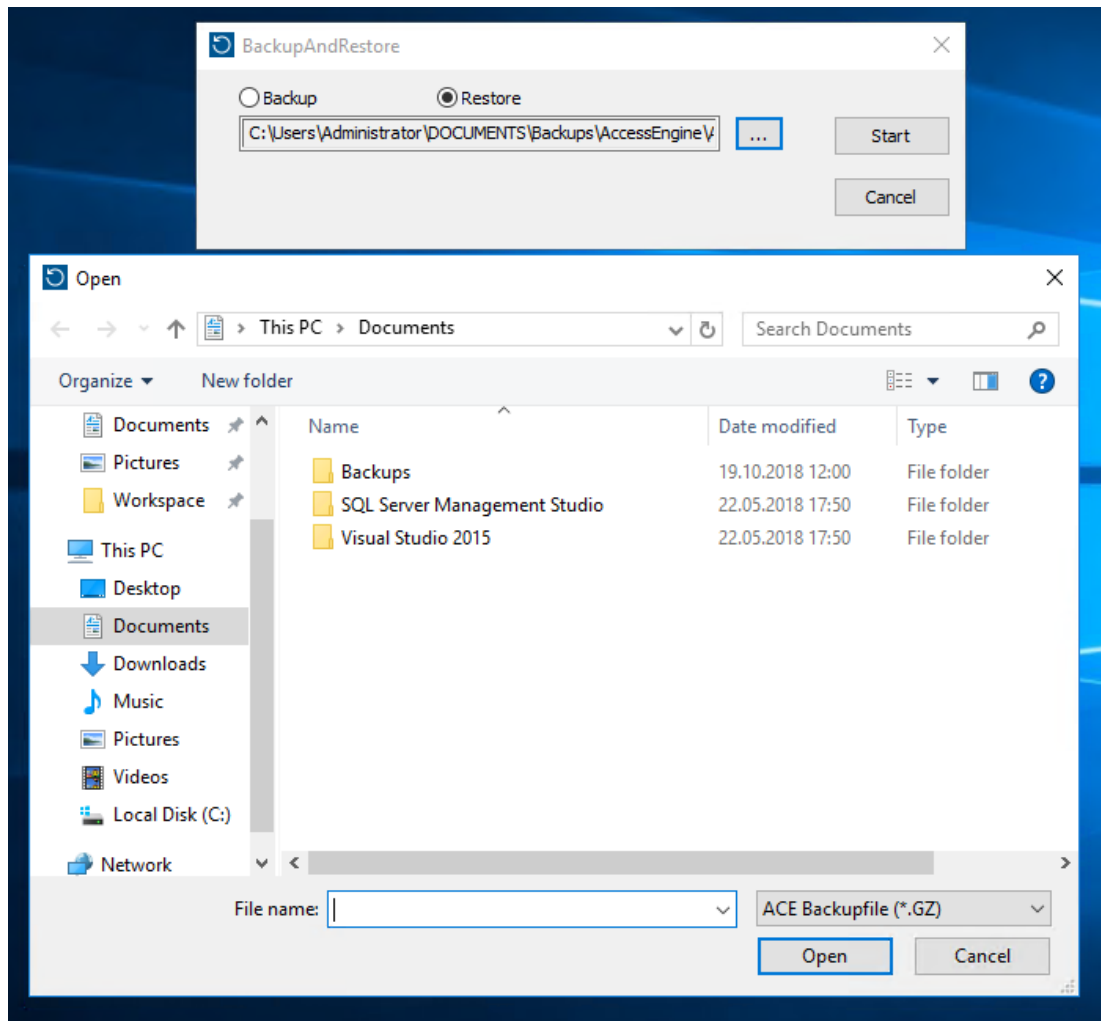 BackupAndRestore
Backup Restore
C:\Users\Administrator\DOCUMENTS\Backups\AccessEngine\ ... Start
Cancel
Open
This PC > Documents Search Documents
Organize New folder ?
Documents Name Date modified Type
Pictures Backups 19.10.2018 12:00 File folder
Workspace SQL Server Management Studio 22.05.2018 17:50 File folder
This PC Visual Studio 2015 22.05.2018 17:50 File folder
Desktop
Documents
Downloads
Music
Pictures
Videos
Local Disk (C:)
Network
File name: ACE Backupfile (*.GZ)
Open Cancel